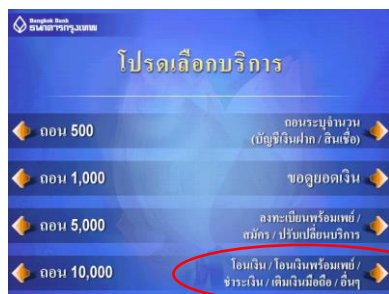 Bangkok Bank
ธนาคารกรุงเทพ
โปรดเลือกบริการ
ถอน 500
ถอนระบุจำนวน
(บัญชีเงินฝาก / สินเชื่อ)
ถอน 1,000
ขอดูยอดเงิน
ถอน 5,000
ลงทะเบียนพร้อมเพย์ /
สมัคร / ปรับเปลี่ยนบริการ
ถอน 10,000
โอนเงิน / โอนเงินพร้อมเพย์ /
ชำระเงิน / เติมเงินมือถือ / อื่นๆ